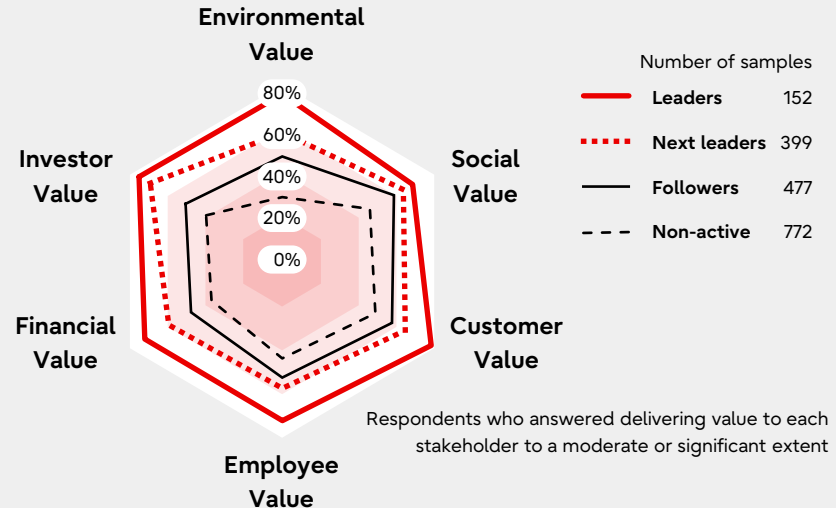 Environmental
Value
80%
60%
40%
20%
0%
Investor
Value
Social
Value
Financial
Value
Customer
Value
Employee
Value
Number of samples
Leaders 152
Next leaders 399
Followers 477
Non-active 772
Respondents who answered delivering value to each
stakeholder to a moderate or significant extent